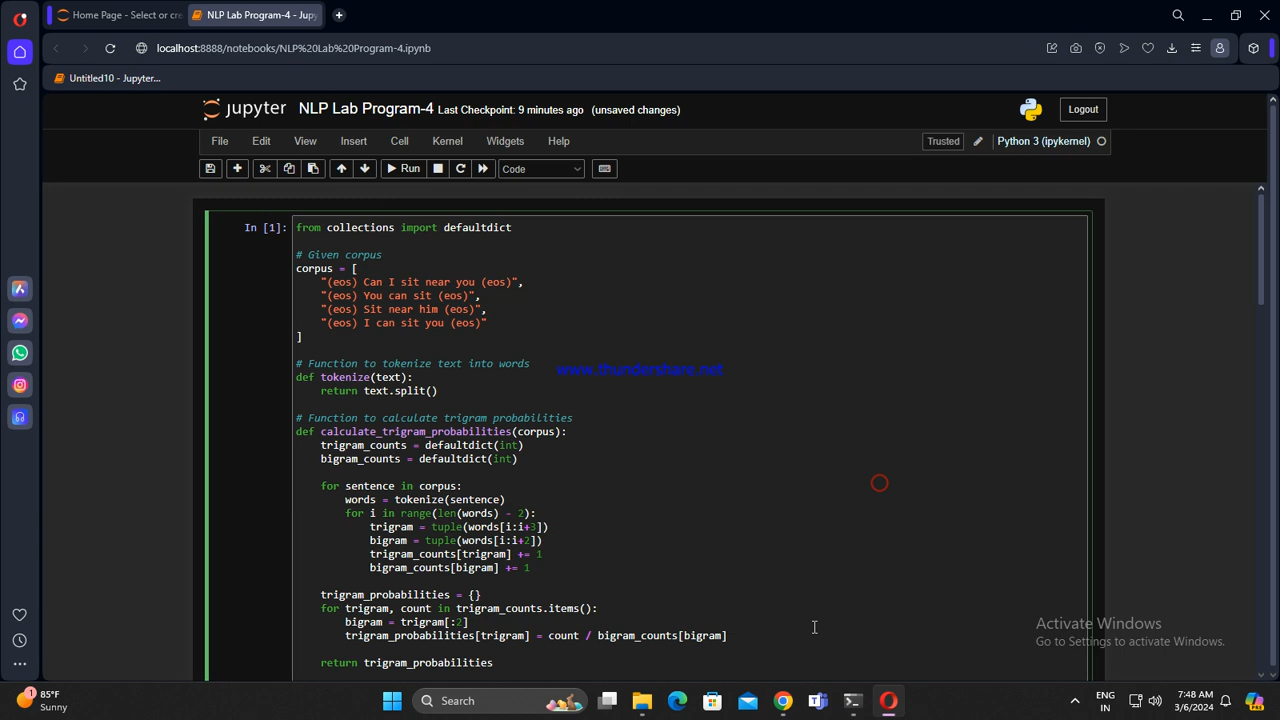 Home Page - Select or cre
NLP Lab Program-4 - Jupy
localhost:8888/notebooks/NLP%20Lab%20Program-4.ipynb
Untitled10 - Jupyter...
jupyter NLP Lab Program-4 Last Checkpoint: 9 minutes ago (unsaved changes)
Logout
File Edit View Insert Cell Kernel Widgets Help
Trusted
Python 3 (ipykernel)
Run
Code
In [1]:
from collections import defaultdict
# Given corpus
corpus = [
"(eos) Can I sit near you (eos)",
"(eos) You can sit (eos)",
"(eos) Sit near him (eos)",
"(eos) I can sit you (eos)"
]
# Function to tokenize text into words
def tokenize(text):
return text.split()
www.thundershare.net
# Function to calculate trigram probabilities
def calculate_trigram_probabilities(corpus):
trigram_counts = defaultdict(int)
bigram_counts = defaultdict(int)
for sentence in corpus:
words = tokenize(sentence)
for i in range(len(words) - 2):
trigram = tuple(words[i:i+3])
bigram = tuple(words[i:i+2])
trigram_counts[trigram] += 1
bigram_counts[bigram] += 1
trigram_probabilities = {}
for trigram, count in trigram_counts.items():
bigram = trigram[:2]
trigram_probabilities[trigram] = count / bigram_counts[bigram]
return trigram_probabilities
Activate Windows
Go to Settings to activate Windows.
1
85°F
Sunny
Search
ENG
IN
7:48 AM
3/6/2024